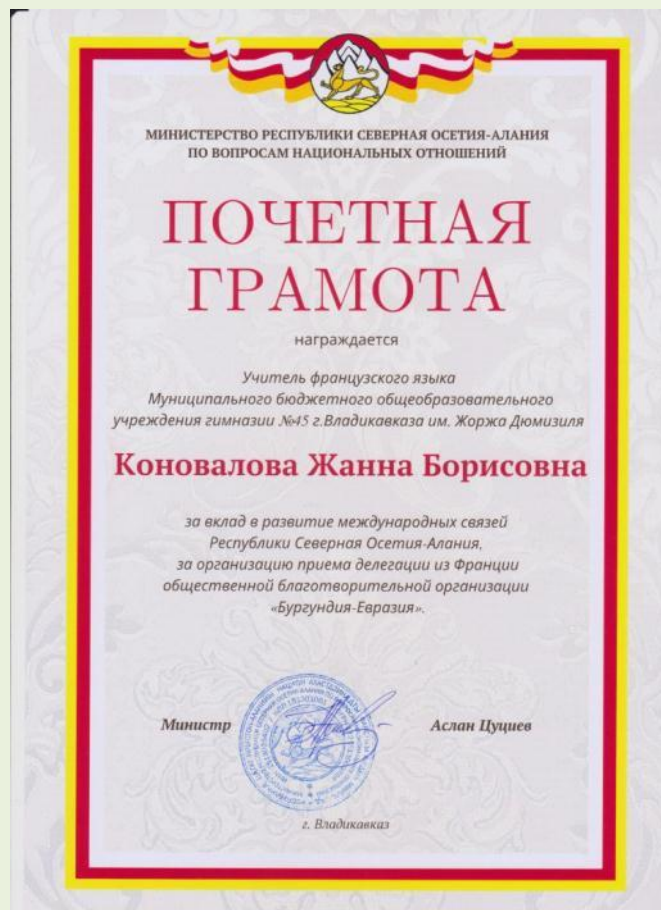 МИНИСТЕРСТВО РЕСПУБЛИКИ СЕВЕРНАЯ ОСЕТИЯ-АЛАНИЯ
ПО ВОПРОСАМ НАЦИОНАЛЬНЫХ ОТНОШЕНИЙ
ПОЧЕТНАЯ
ГРАМОТА
награждается
Учитель французского языка
Муниципального бюджетного общеобразовательного
учреждения гимназии №45 г.Владикавказа им. Жоржа Дюмизиля
Коновалова Жанна Борисовна
за вклад в развитие международных связей
Республики Северная Осетия-Алания,
за организацию приема делегации из Франции
общественной благотворительной организации
«Бургундия-Евразия».
Министр Аслан Цуциев
г. Владикавказ